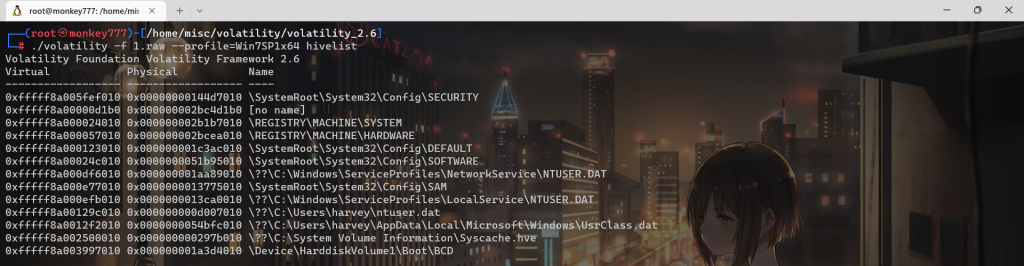 root@monkey777: /home/mis
(root㉿monkey777)-[/home/misc/volatility/volatility_2.6]
# ./volatility -f 1.raw --profile=Win7SP1x64 hivelist
Volatility Foundation Volatility Framework 2.6
Virtual            Physical           Name
------------------ ------------------ ----
0xfffff8a005fef010 0x00000000144d7010 \SystemRoot\System32\Config\SECURITY
0xfffff8a00000d1b0 0x000000002bc4d1b0 [no name]
0xfffff8a000024010 0x000000002b1b7010 \REGISTRY\MACHINE\SYSTEM
0xfffff8a000057010 0x000000002bcea010 \REGISTRY\MACHINE\HARDWARE
0xfffff8a000123010 0x000000001c3ac010 \SystemRoot\System32\Config\DEFAULT
0xfffff8a00024c010 0x0000000051b95010 \SystemRoot\System32\Config\SOFTWARE
0xfffff8a000df6010 0x000000001aa89010 \??\C:\Windows\ServiceProfiles\NetworkService\NTUSER.DAT
0xfffff8a000e77010 0x0000000013775010 \SystemRoot\System32\Config\SAM
0xfffff8a000efb010 0x0000000013ca0010 \??\C:\Windows\ServiceProfiles\LocalService\NTUSER.DAT
0xfffff8a00129c010 0x000000000d007010 \??\C:\Users\harvey\ntuser.dat
0xfffff8a0012f2010 0x00000000054bfc010 \??\C:\Users\harvey\AppData\Local\Microsoft\Windows\UsrClass.dat
0xfffff8a002500010 0x00000000297b0010 \??\C:\System Volume Information\Syscache.hve
0xfffff8a003997010 0x000000001a3d4010 \Device\HarddiskVolume1\Boot\BCD